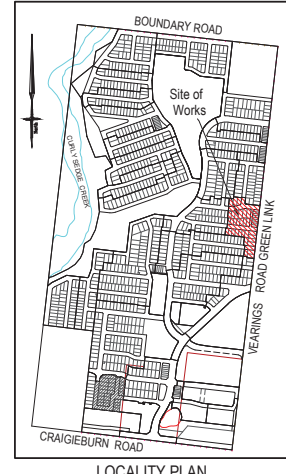 BOUNDARY ROAD
Site of
Works
CURLY SEDGE CREEK
VEARINGS ROAD GREEN LINK
CRAIGIEBURN ROAD
LOCALITY PLAN